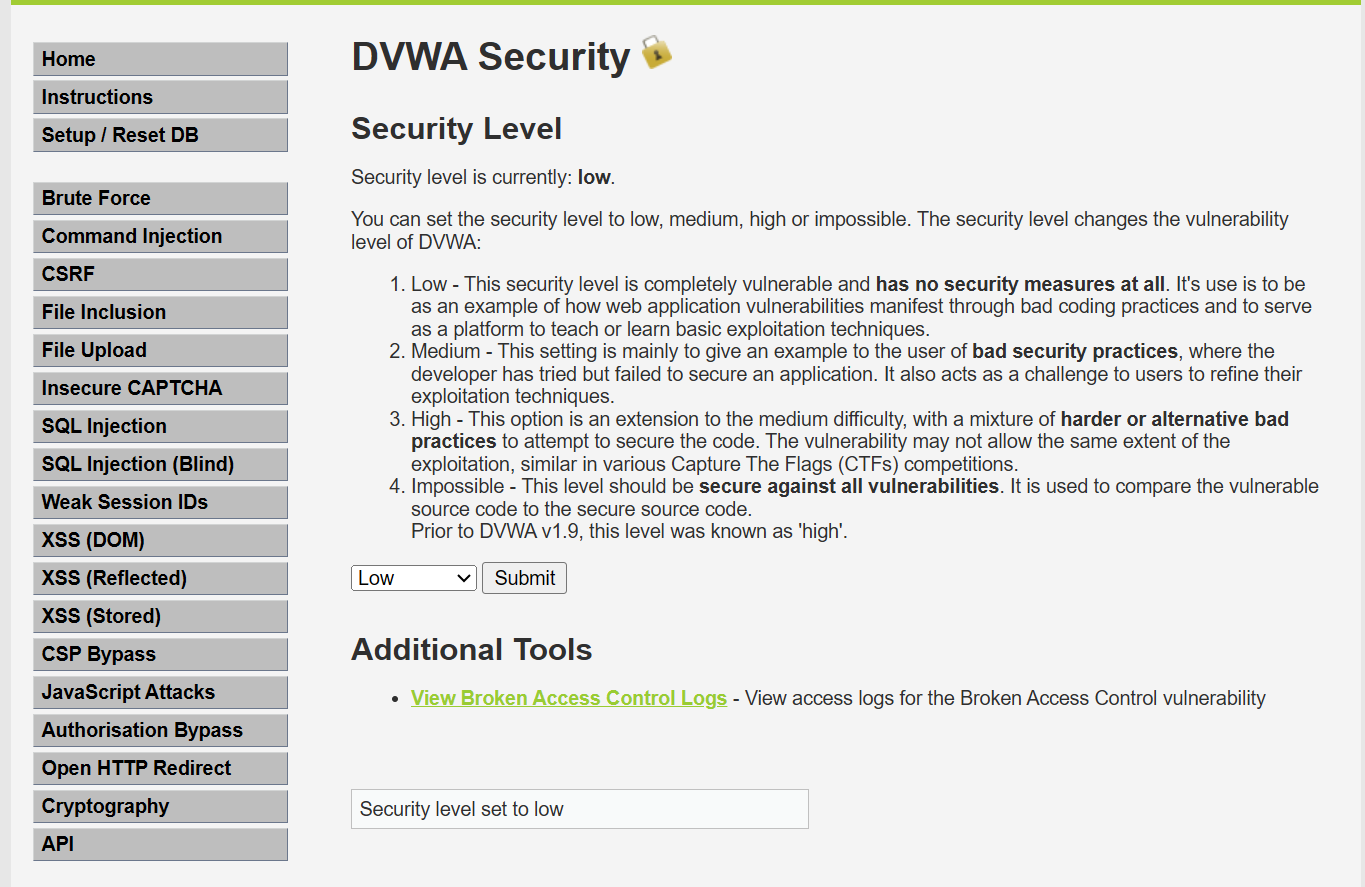 Home
Instructions
Setup / Reset DB
Brute Force
Command Injection
CSRF
File Inclusion
File Upload
Insecure CAPTCHA
SQL Injection
SQL Injection (Blind)
Weak Session IDs
XSS (DOM)
XSS (Reflected)
XSS (Stored)
CSP Bypass
JavaScript Attacks
Authorisation Bypass
Open HTTP Redirect
Cryptography
API
DVWA Security
Security Level
Security level is currently: low.
You can set the security level to low, medium, high or impossible. The security level changes the vulnerability
level of DVWA:
1. Low - This security level is completely vulnerable and has no security measures at all. It's use is to be
as an example of how web application vulnerabilities manifest through bad coding practices and to serve
as a platform to teach or learn basic exploitation techniques.
2. Medium - This setting is mainly to give an example to the user of bad security practices, where the
developer has tried but failed to secure an application. It also acts as a challenge to users to refine their
exploitation techniques.
3. High - This option is an extension to the medium difficulty, with a mixture of harder or alternative bad
practices to attempt to secure the code. The vulnerability may not allow the same extent of the
exploitation, similar in various Capture The Flags (CTFs) competitions.
4. Impossible - This level should be secure against all vulnerabilities. It is used to compare the vulnerable
source code to the secure source code.
Prior to DVWA v1.9, this level was known as 'high'.
Low Submit
Additional Tools
• View Broken Access Control Logs - View access logs for the Broken Access Control vulnerability
Security level set to low